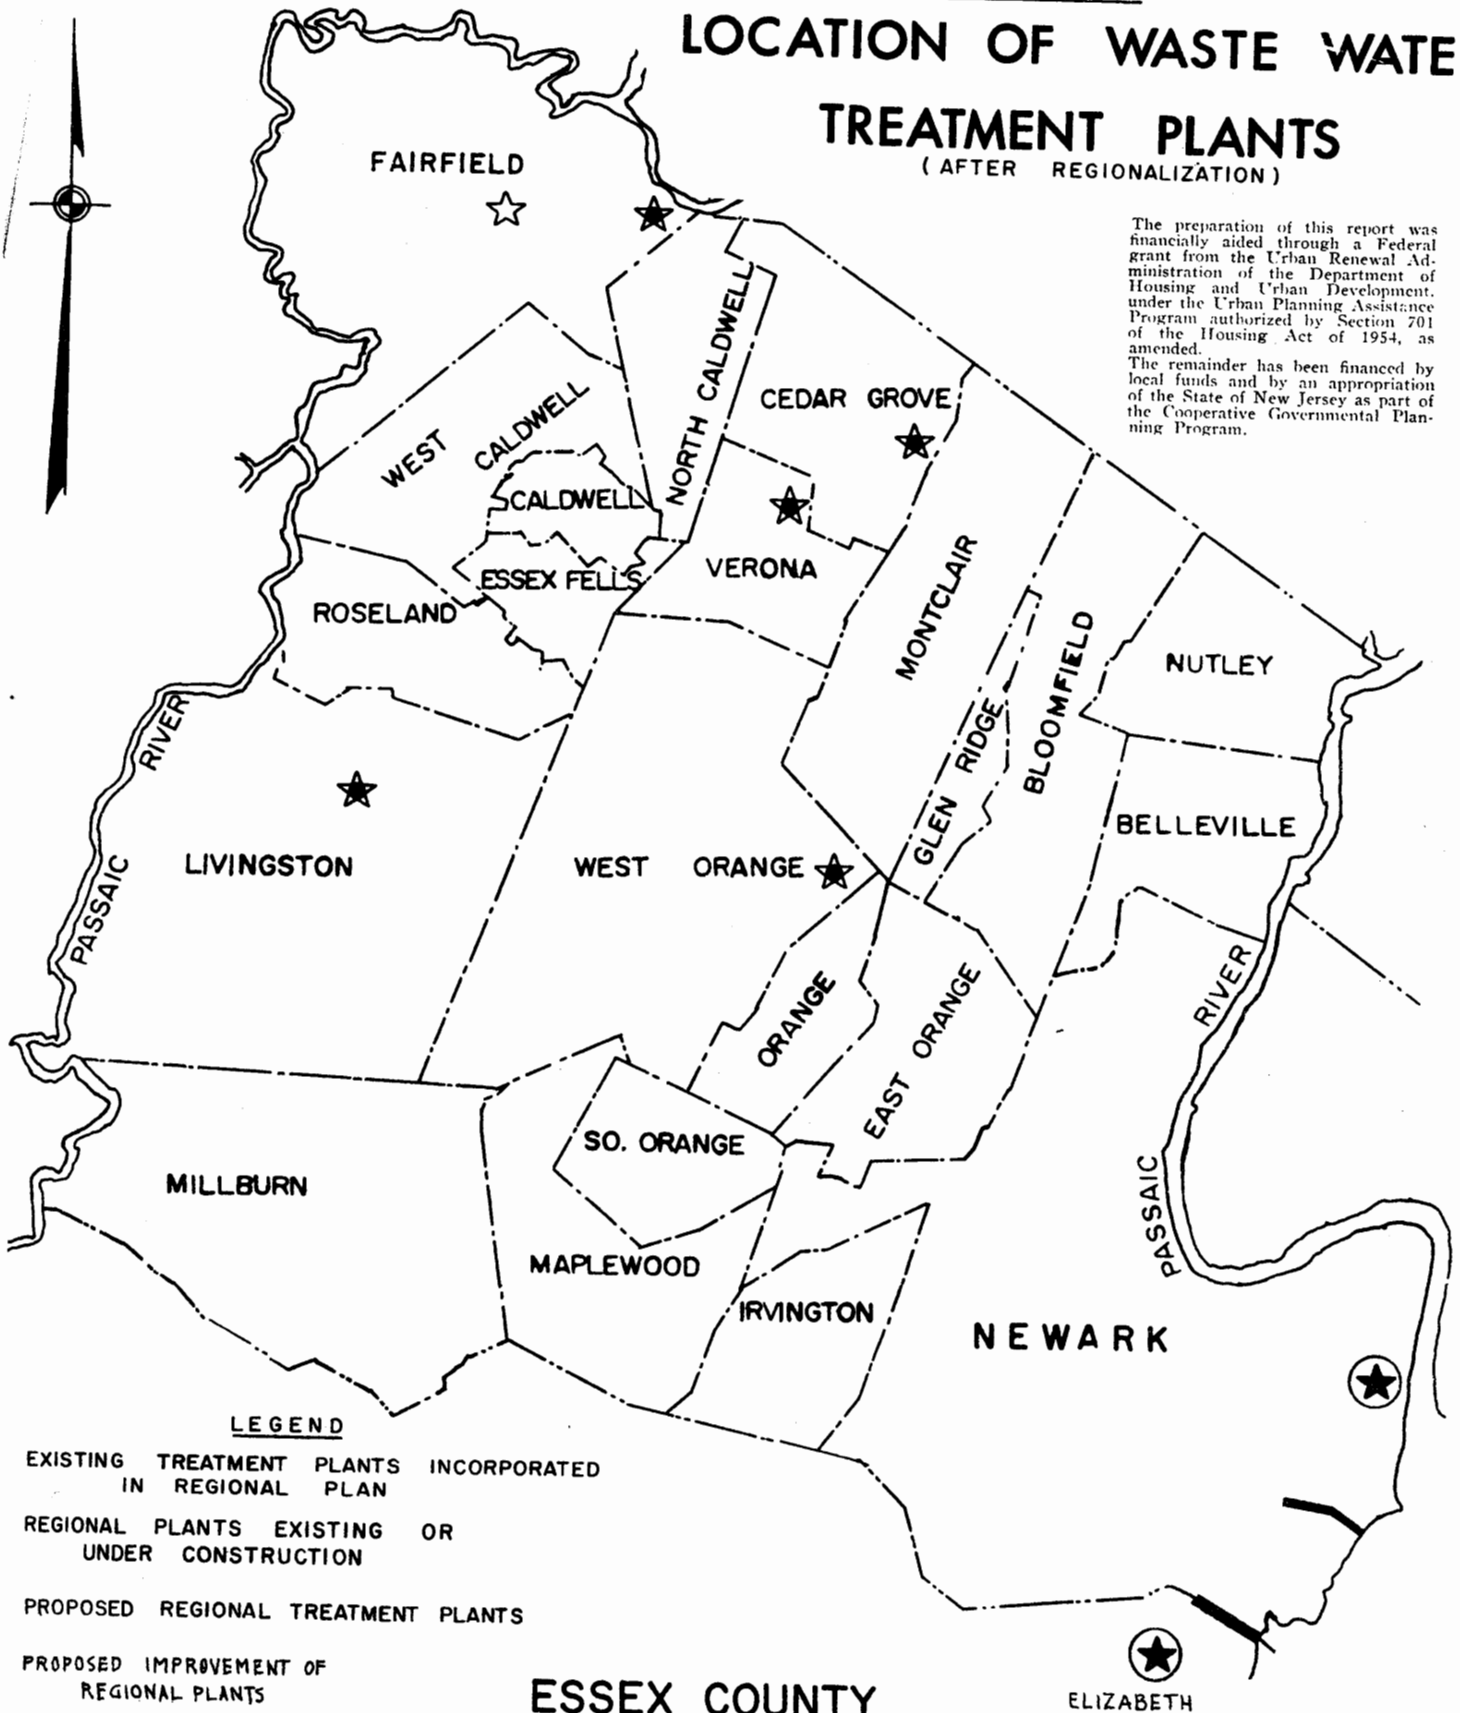 LOCATION OF WASTE WATE
TREATMENT PLANTS
(AFTER REGIONALIZATION)
The preparation of this report was
financially aided through a Federal
grant from the Urban Renewal Ad-
ministration of the Department of
Housing and Urban Development.
under the Urban Planning Assistance
Program authorized by Section 701
of the Housing Act of 1954, as
amended.
The remainder has been financed by
local funds and by an appropriation
of the State of New Jersey as part of
the Cooperative Governmental Plan-
ning Program.
FAIRFIELD
NORTH CALDWELL
CEDAR GROVE
WEST CALDWELL
CALDWELL
ESSEX FELLS
VERONA
ROSELAND
MONTCLAIR
GLEN RIDGE
BLOOMFIELD
NUTLEY
BELLEVILLE
PASSAIC RIVER
LIVINGSTON
WEST ORANGE
ORANGE
EAST ORANGE
PASSAIC RIVER
SO. ORANGE
MILLBURN
MAPLEWOOD
IRVINGTON
NEWARK
LEGEND
EXISTING TREATMENT PLANTS INCORPORATED
IN REGIONAL PLAN
REGIONAL PLANTS EXISTING OR
UNDER CONSTRUCTION
PROPOSED REGIONAL TREATMENT PLANTS
PROPOSED IMPROVEMENT OF
REGIONAL PLANTS
ESSEX COUNTY
ELIZABETH